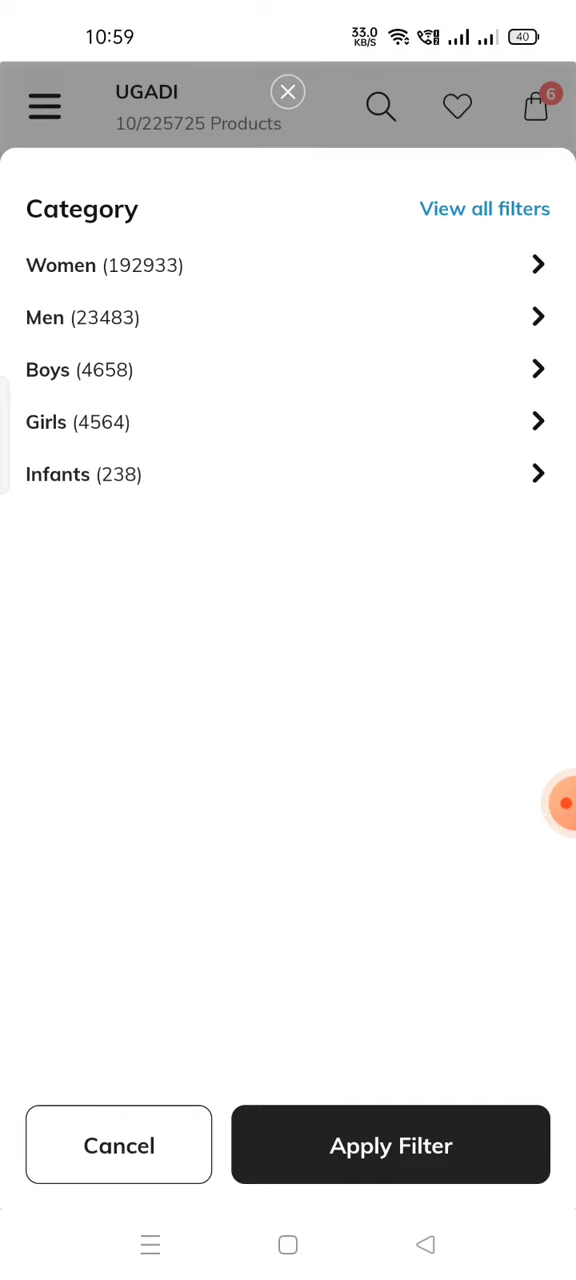 10:59
33.0
KB/S
40
UGADI
10/225725 Products
6
Category
View all filters
Women (192933)
Men (23483)
Boys (4658)
Girls (4564)
Infants (238)
Cancel
Apply Filter